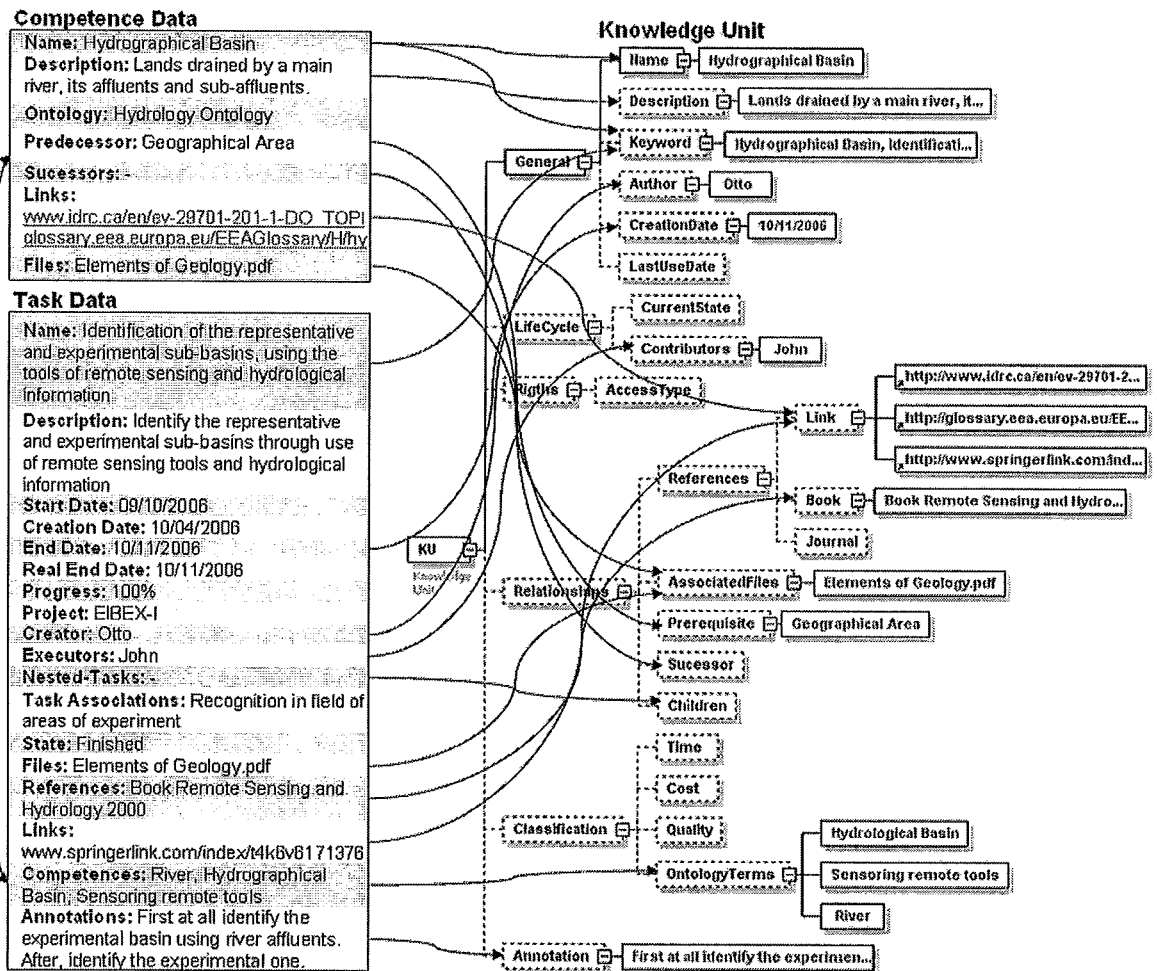 Competence Data
Name: Hydrographical Basin
Description: Lands drained by a main
river, its affluents and sub-affluents.
Ontology: Hydrology Ontology
Predecessor: Geographical Area
Sucessors: -
Links:
www.idrc.ca/en/ev-29701-201-1-DO_TOPI
glossary.eea.europa.eu/EEAGlossary/H/hy
Files: Elements of Geology.pdf
Task Data
Name: Identification of the representative
and experimental sub-basins, using the
tools of remote sensing and hydrological
information
Description: Identify the representative
and experimental sub-basins through use
of remote sensing tools and hydrological
information
Start Date: 09/10/2006
Creation Date: 10/04/2006
End Date: 10/11/2006
Real End Date: 10/11/2006
Progress: 100%
Project: EIBEX-I
Creator: Otto
Executors: John
Nested-Tasks: -
Task Associations: Recognition in field of
areas of experiment
State: Finished
Files: Elements of Geology.pdf
References: Book Remote Sensing and
Hydrology 2000
Links:
www.springerlink.com/index/t4k6v6171376
Competences: River, Hydrographical
Basin, Sensoring remote tools
Annotations: First at all identify the
experimental basin using river affluents.
After, identify the experimental one.
Knowledge Unit
KU
Knowledge
Unit
General
Name
Hydrographical Basin
Description
Lands drained by a main river, it...
Keyword
Hydrographical Basin, Identificati...
Author
Otto
CreationDate
10/11/2006
LastUseDate
LifeCycle
CurrentState
Contributors
John
Rigths
AccessType
Relationships
References
Link
http://www.idrc.ca/en/ev-29701-2...
http://glossary.eea.europa.eu/EE...
http://www.springerlink.com/ind...
Book
Book Remote Sensing and Hydro...
Journal
AssociatedFiles
Elements of Geology.pdf
Prerequisite
Geographical Area
Sucessor
Children
Classification
Time
Cost
Quality
OntologyTerms
Hydrological Basin
Sensoring remote tools
River
Annotation
First at all identify the experimen...